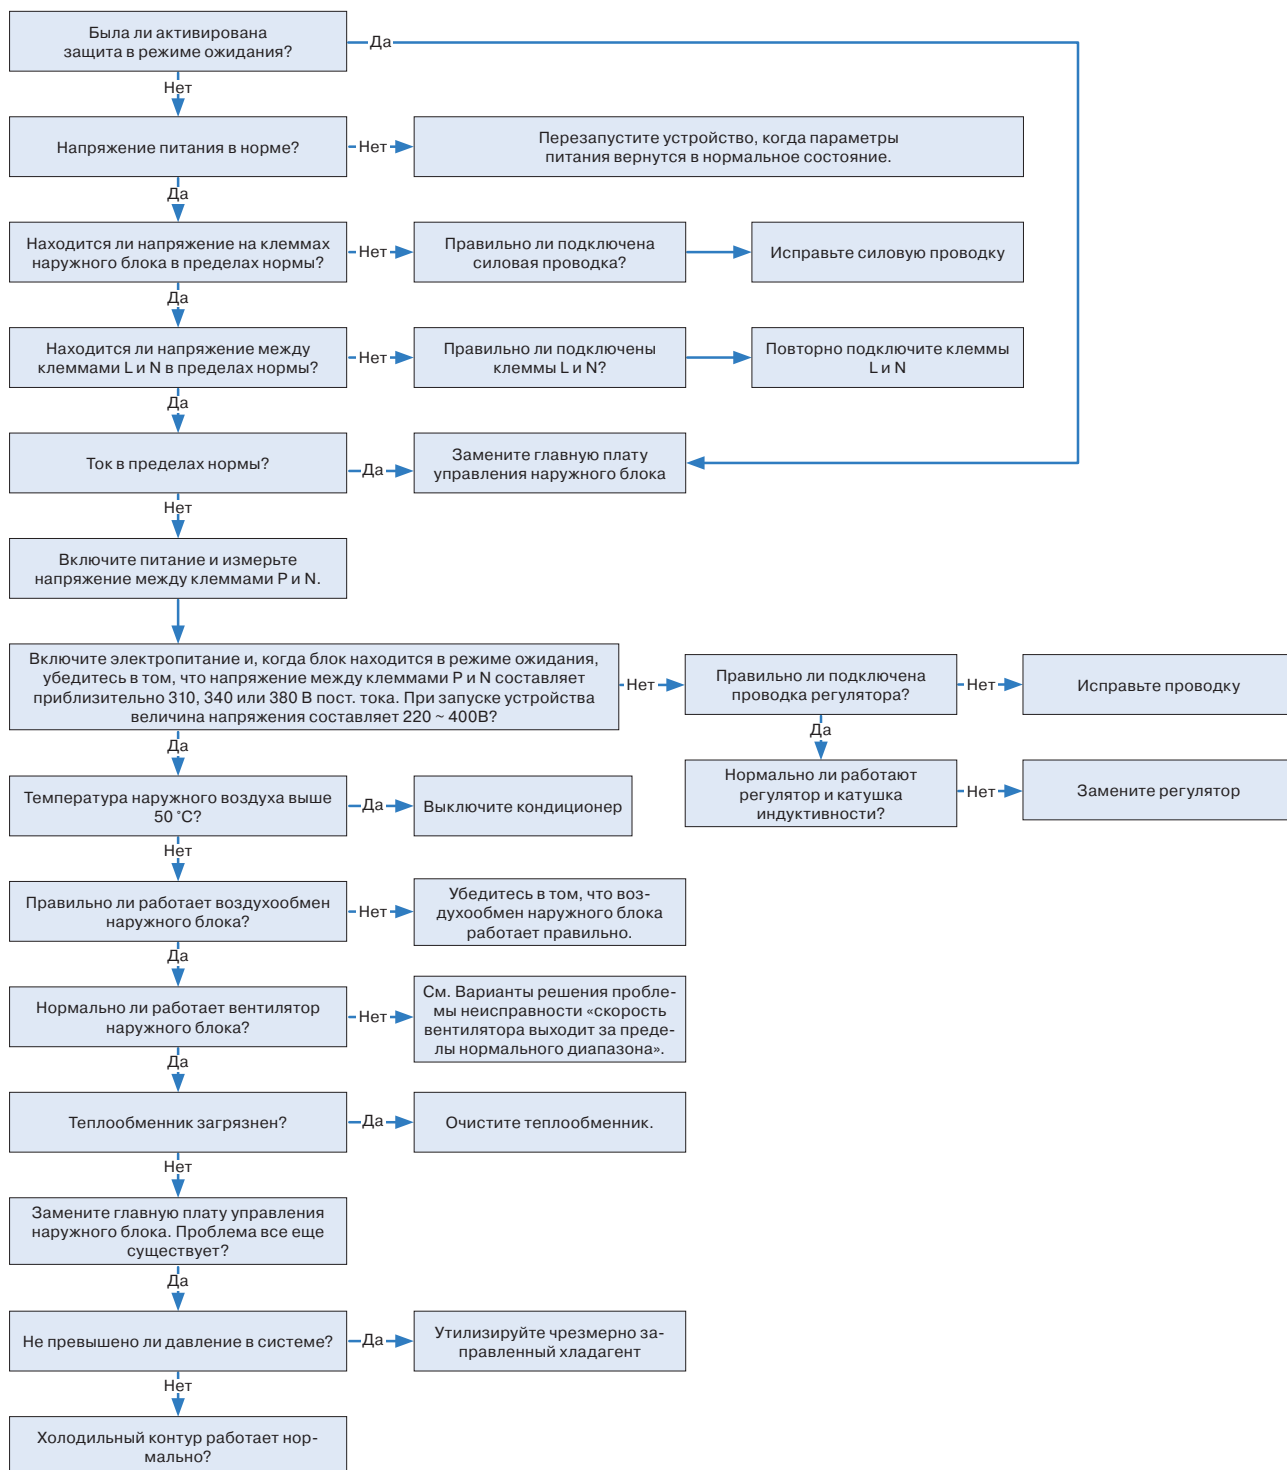 Была ли активирована
защита в режиме ожидания?
Да
Нет
Напряжение питания в норме?
Нет
Перезапустите устройство, когда параметры
питания вернутся в нормальное состояние.
Да
Находится ли напряжение на клеммах
наружного блока в пределах нормы?
Нет
Правильно ли подключена
силовая проводка?
Исправьте силовую проводку
Да
Находится ли напряжение между
клеммами L и N в пределах нормы?
Нет
Правильно ли подключены
клеммы L и N?
Повторно подключите клеммы
L и N
Да
Ток в пределах нормы?
Да
Замените главную плату
управления наружного блока
Нет
Включите питание и измерьте
напряжение между клеммами P и N.
Включите электропитание и, когда блок находится в режиме ожидания,
убедитесь в том, что напряжение между клеммами P и N составляет
приблизительно 310, 340 или 380 В пост. тока. При запуске устройства
величина напряжения составляет 220 ~ 400В?
Нет
Правильно ли подключена
проводка регулятора?
Нет
Исправьте проводку
Да
Да
Температура наружного воздуха выше
50 °C?
Да
Выключите кондиционер
Нормально ли работают
регулятор и катушка
индуктивности?
Нет
Замените регулятор
Нет
Правильно ли работает воздухообмен
наружного блока?
Нет
Убедитесь в том, что воз-
духообмен наружного блока
работает правильно.
Да
Нормально ли работает вентилятор
наружного блока?
Нет
См. Варианты решения пробле-
мы неисправности «скорость
вентилятора выходит за преде-
лы нормального диапазона».
Да
Теплообменник загрязнен?
Да
Очистите теплообменник.
Нет
Замените главную плату управления
наружного блока. Проблема все еще
существует?
Да
Не превышено ли давление в системе?
Да
Утилизируйте чрезмерно за-
правленный хладагент
Нет
Холодильный контур работает нор-
мально?